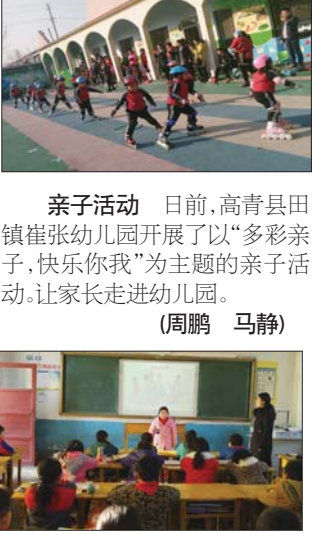 亲子活动 日前，高青县田
镇崔张幼儿园开展了以“多彩亲
子，快乐你我”为主题的亲子活
动。让家长走进幼儿园。
(周鹏 马静)